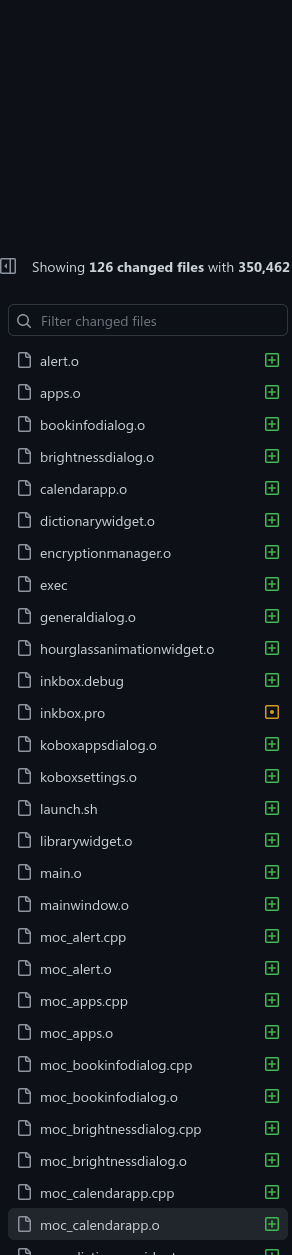 Showing 126 changed files with 350,462
Filter changed files
alert.o
apps.o
bookinfodialog.o
brightnessdialog.o
calendarapp.o
dictionarywidget.o
encryptionmanager.o
exec
generaldialog.o
hourglassanimationwidget.o
inkbox.debug
inkbox.pro
koboxappsdialog.o
koboxsettings.o
launch.sh
librarywidget.o
main.o
mainwindow.o
moc_alert.cpp
moc_alert.o
moc_apps.cpp
moc_apps.o
moc_bookinfodialog.cpp
moc_bookinfodialog.o
moc_brightnessdialog.cpp
moc_brightnessdialog.o
moc_calendarapp.cpp
moc_calendarapp.o